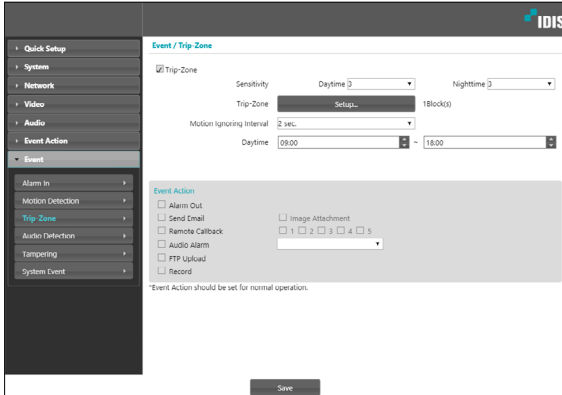 IDIS
Quick Setup
System
Network
Video
Audio
Event Action
Event
Alarm In
Motion Detection
Trip-Zone
Audio Detection
Tampering
System Event
Event / Trip-Zone
Trip-Zone
Sensitivity Daytime 3 Nighttime 3
Trip-Zone Setup... 1Block(s)
Motion Ignoring Interval 2 sec.
Daytime 09:00 ~ 18:00
Event Action
Alarm Out
Send Email Image Attachment
Remote Callback 1 2 3 4 5
Audio Alarm
FTP Upload
Record
*Event Action should be set for normal operation.
Save